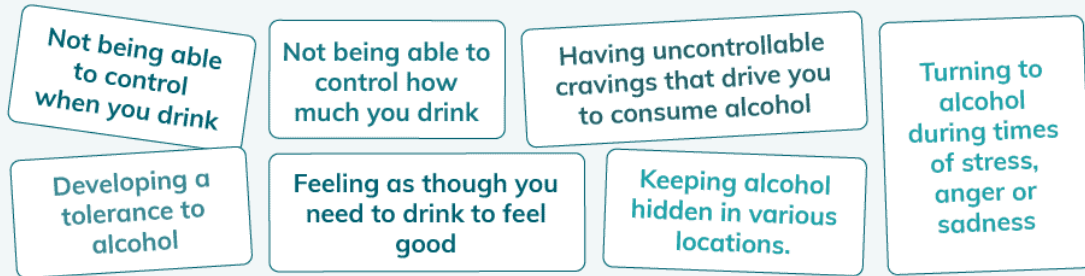 Not being able
to control
when you drink
Not being able to
control how
much you drink
Having uncontrollable
cravings that drive you
to consume alcohol
Turning to
alcohol
during times
of stress,
anger or
sadness
Developing a
tolerance to
alcohol
Feeling as though you
need to drink to feel
good
Keeping alcohol
hidden in various
locations.